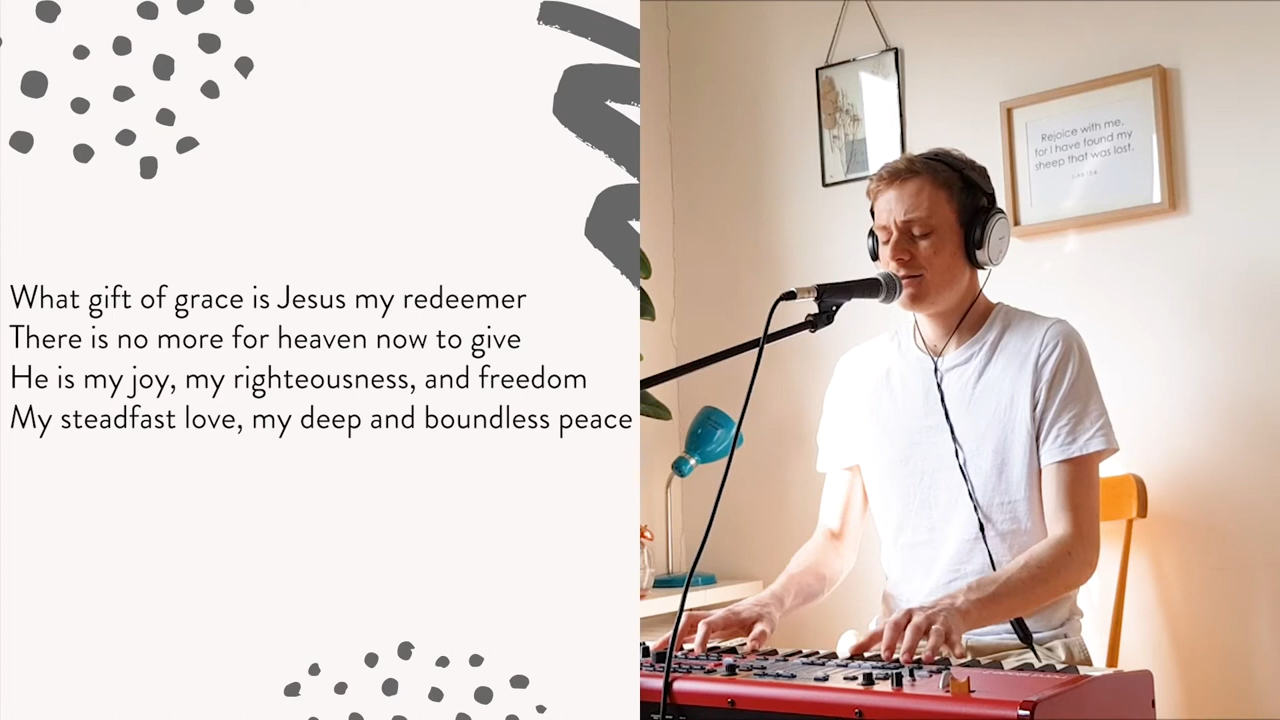 What gift of grace is Jesus my redeemer
There is no more for heaven now to give
He is my joy, my righteousness, and freedom
My steadfast love, my deep and boundless peace
Rejoice with me,
for I have found my
sheep that was lost.